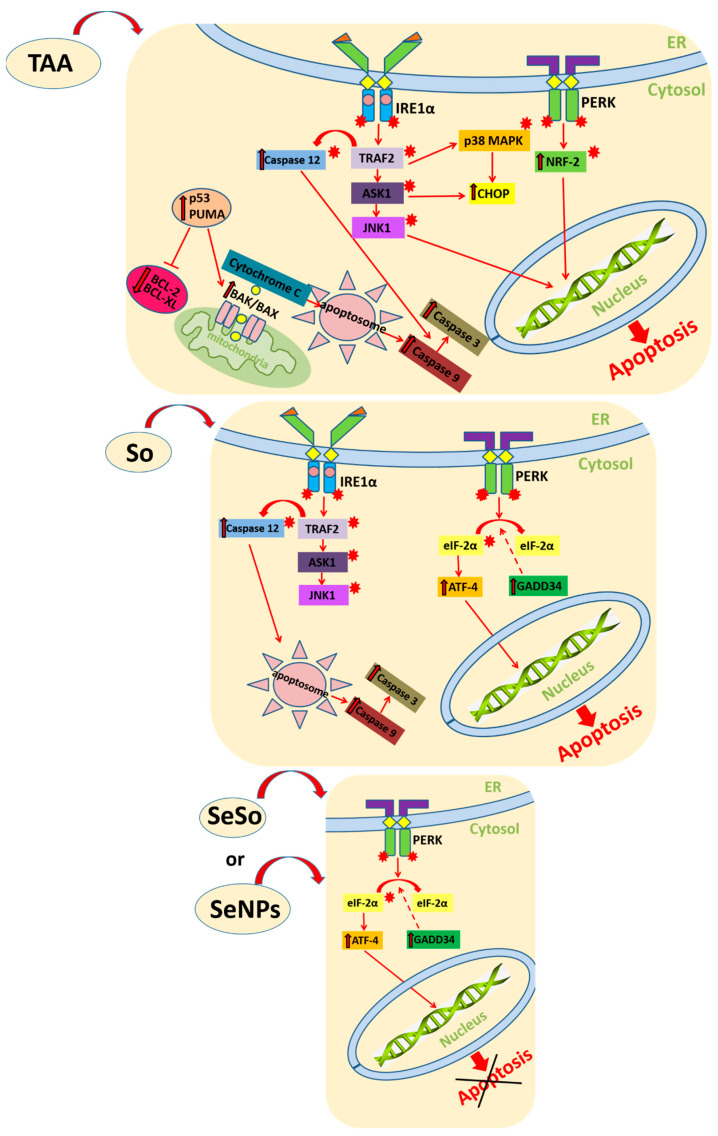 TAA
ER
Cytosol
IRE1α
PERK
p38 MAPK
Caspase 12
TRAF2
NRF-2
ASK1
CHOP
JNK1
p53
PUMA
Cytochrome C
BCL-2
BCL-XL
BAK/BAX
apoptosome
mitochondria
Caspase 3
Caspase 9
Nucleus
Apoptosis
So
ER
Cytosol
IRE1α
PERK
Caspase 12
TRAF2
eIF-2α
eIF-2α
ASK1
ATF-4
GADD34
JNK1
apoptosome
Caspase 3
Caspase 9
Nucleus
Apoptosis
SeSo
or
SeNPs
ER
Cytosol
PERK
eIF-2α
eIF-2α
ATF-4
GADD34
Nucleus
Apoptosis